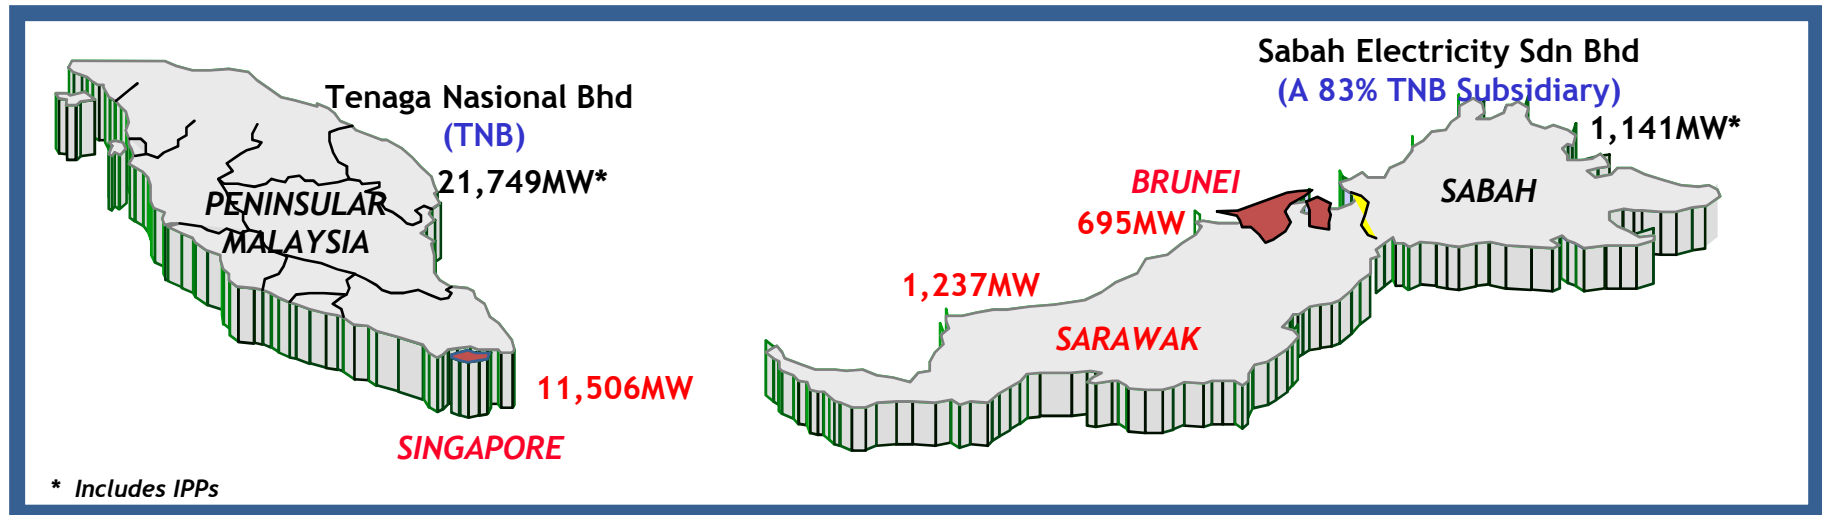 Tenaga Nasional Bhd
(TNB)
21,749MW*
PENINSULAR
MALAYSIA
11,506MW
SINGAPORE
* Includes IPPs
Sabah Electricity Sdn Bhd
(A 83% TNB Subsidiary)
1,141MW*
BRUNEI
695MW
SABAH
1,237MW
SARAWAK